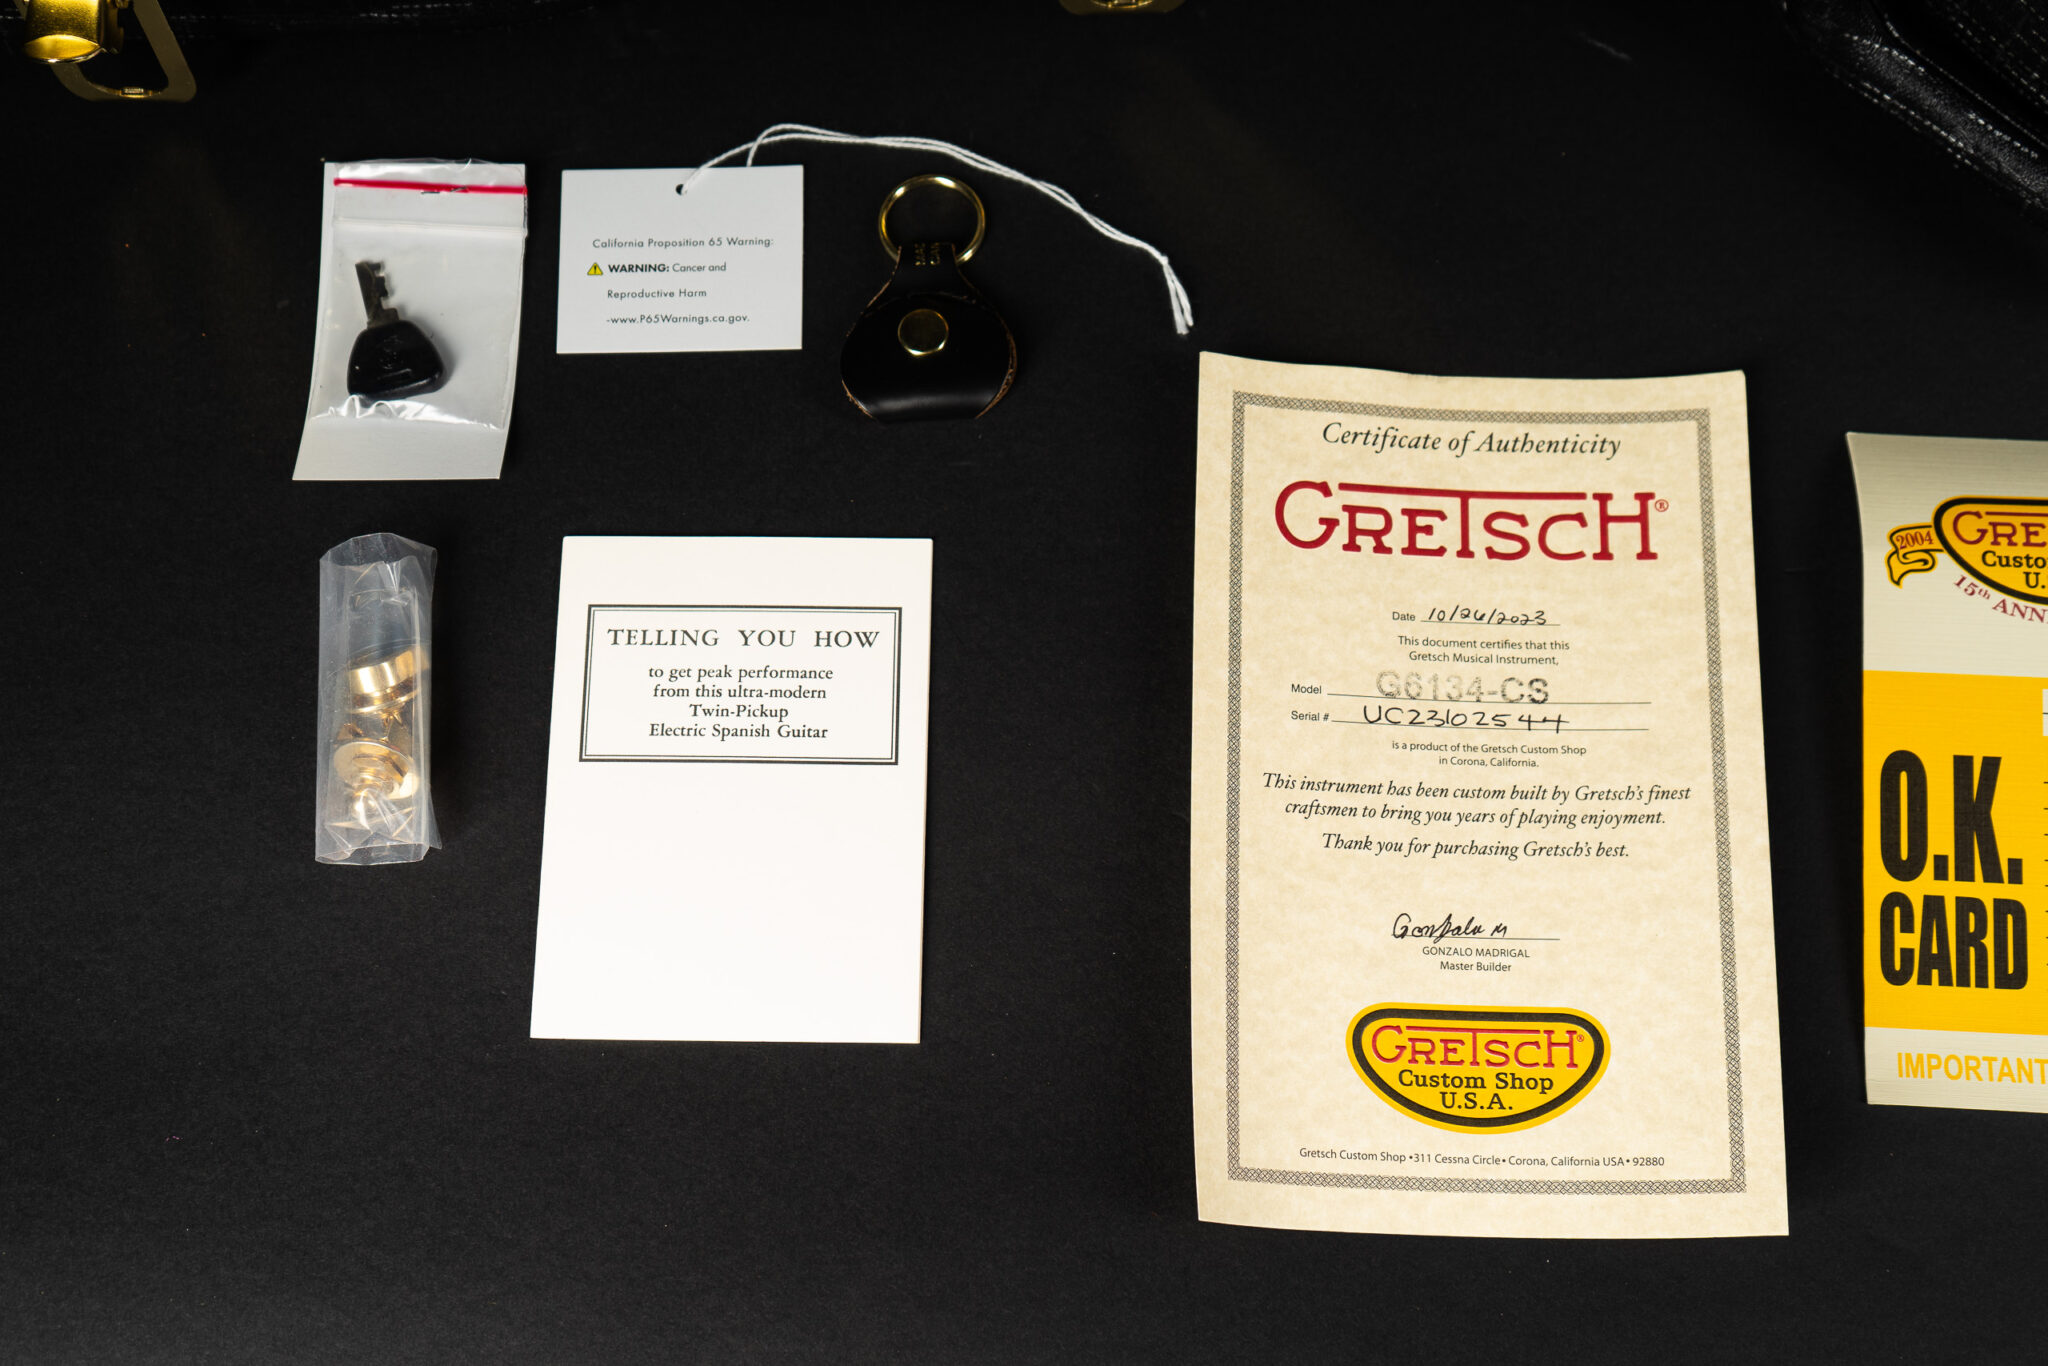 California Proposition 65 Warning:
WARNING: Cancer and
Reproductive Harm
-www.P65Warnings.ca.gov.
TELLING YOU HOW
to get peak performance
from this ultra-modern
Twin-Pickup
Electric Spanish Guitar
Certificate of Authenticity
GRETSCH®
Date 10/26/2023
This document certifies that this
Gretsch Musical Instrument,
Model G6134-CS
Serial # UC23102544
is a product of the Gretsch Custom Shop
in Corona, California.
This instrument has been custom built by Gretsch's finest
craftsmen to bring you years of playing enjoyment.
Thank you for purchasing Gretsch's best.
Gonzalo M
GONZALO MADRIGAL
Master Builder
GRETSCH®
Custom Shop
U.S.A.
Gretsch Custom Shop •311 Cessna Circle• Corona, California USA• 92880
2004
GRE
Custo
U.
15th ANN
O.K.
CARD
IMPORTANT